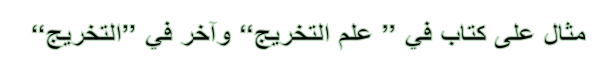 مثال على كتاب في ” علم التخريج“ وآخر في ”التخريج“